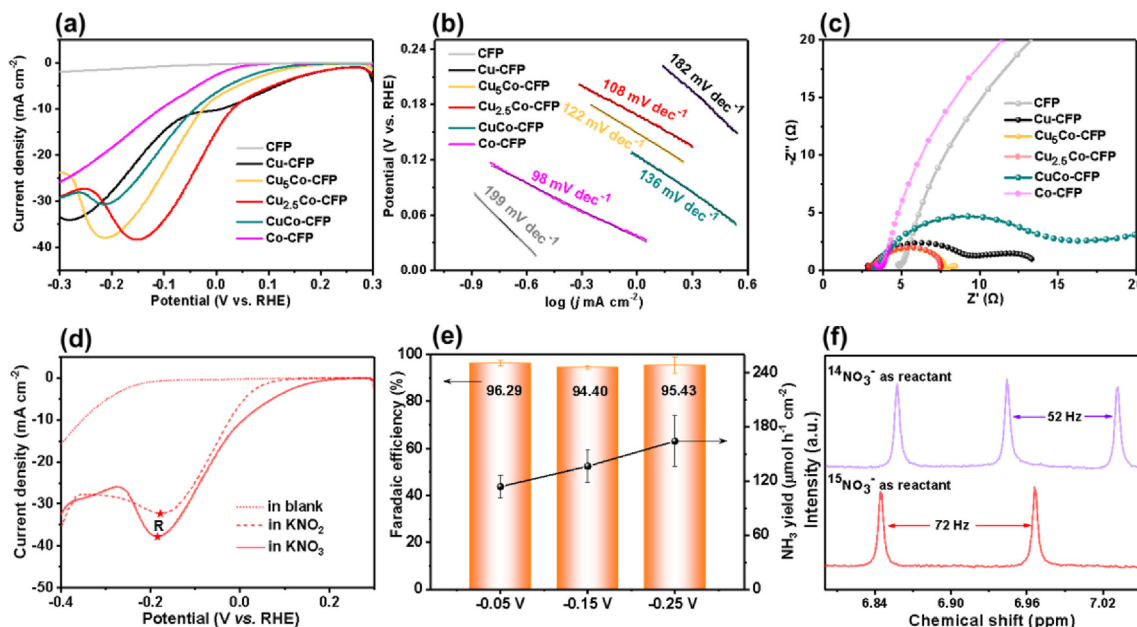 (a)
Current density (mA cm⁻²)
0
-10
-20
-30
-40
CFP
Cu-CFP
Cu₅Co-CFP
Cu₂.₅Co-CFP
CuCo-CFP
Co-CFP
-0.3 -0.2 -0.1 0.0 0.1 0.2 0.3
Potential (V vs. RHE)
(b)
Potential (V vs. RHE)
0.24
0.18
0.12
0.06
0.00
CFP
Cu-CFP
Cu₅Co-CFP
Cu₂.₅Co-CFP
CuCo-CFP
Co-CFP
182 mV dec⁻¹
108 mV dec⁻¹
122 mV dec⁻¹
136 mV dec⁻¹
98 mV dec⁻¹
199 mV dec⁻¹
-0.9 -0.6 -0.3 0.0 0.3 0.6
log (j mA cm⁻²)
(c)
-Z'' (Ω)
20
15
10
5
0
CFP
Cu-CFP
Cu₅Co-CFP
Cu₂.₅Co-CFP
CuCo-CFP
Co-CFP
0 5 10 15 20
Z' (Ω)
(d)
Current density (mA cm⁻²)
0
-10
-20
-30
-40
-50
R
in blank
in KNO₂
in KNO₃
-0.4 -0.2 0.0 0.2
Potential (V vs. RHE)
(e)
Faradaic efficiency (%)
100
80
60
40
20
0
96.29 94.40 95.43
-0.05 V -0.15 V -0.25 V
240
180
120
60
0
NH₃ yield (μmol h⁻¹ cm⁻²)
(f)
Intensity (a.u.)
¹⁴NO₃⁻ as reactant
52 Hz
¹⁵NO₃⁻ as reactant
72 Hz
6.84 6.90 6.96 7.02
Chemical shift (ppm)